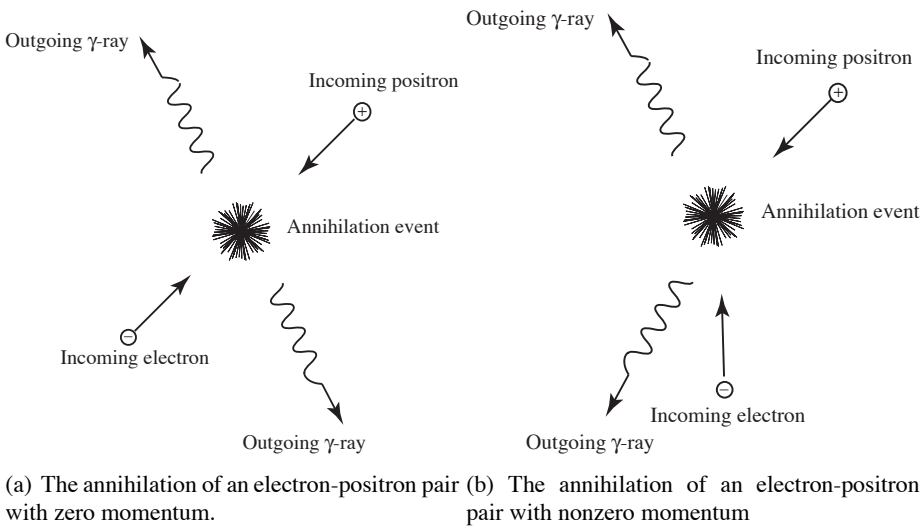 Outgoing γ-ray
Incoming positron
+
Annihilation event
−
Incoming electron
Outgoing γ-ray
(a) The annihilation of an electron-positron pair
with zero momentum.
Outgoing γ-ray
Incoming positron
+
Annihilation event
−
Incoming electron
Outgoing γ-ray
(b) The annihilation of an electron-positron
pair with nonzero momentum